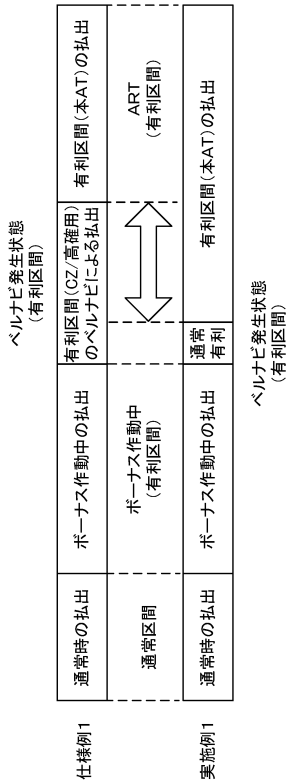 ベルナビ発生状態
(有利区間)
仕様例1
通常時の払出
ボーナス作動中の払出
有利区間(CZ/高確用)
のベルナビによる払出
有利区間(本AT)の払出
通常区間
ボーナス作動中
(有利区間)
ART
(有利区間)
実施例1
通常時の払出
ボーナス作動中の払出
通常
有利
有利区間(本AT)の払出
ベルナビ発生状態
(有利区間)